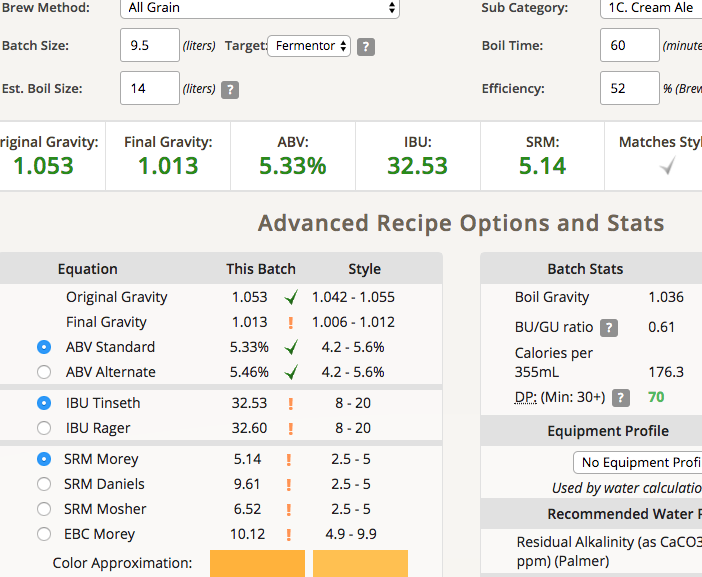 Brew Method: All Grain Sub Category: 1C. Cream Ale
Batch Size: 9.5 (liters) Target: Fermentor ? Boil Time: 60 (minute
Est. Boil Size: 14 (liters) ? Efficiency: 52 % (Brew
riginal Gravity: Final Gravity: ABV: IBU: SRM: Matches Styl
1.053 1.013 5.33% 32.53 5.14
Advanced Recipe Options and Stats
Equation This Batch Style
Original Gravity 1.053 1.042 - 1.055
Final Gravity 1.013 ! 1.006 - 1.012
ABV Standard 5.33% 4.2 - 5.6%
ABV Alternate 5.46% 4.2 - 5.6%
IBU Tinseth 32.53 ! 8 - 20
IBU Rager 32.60 ! 8 - 20
SRM Morey 5.14 ! 2.5 - 5
SRM Daniels 9.61 ! 2.5 - 5
SRM Mosher 6.52 ! 2.5 - 5
EBC Morey 10.12 ! 4.9 - 9.9
Color Approximation:
Batch Stats
Boil Gravity 1.036
BU/GU ratio ? 0.61
Calories per
355mL 176.3
DP: (Min: 30+) ? 70
Equipment Profile
No Equipment Profi
Used by water calculatio
Recommended Water P
Residual Alkalinity (as CaCO3
ppm) (Palmer)